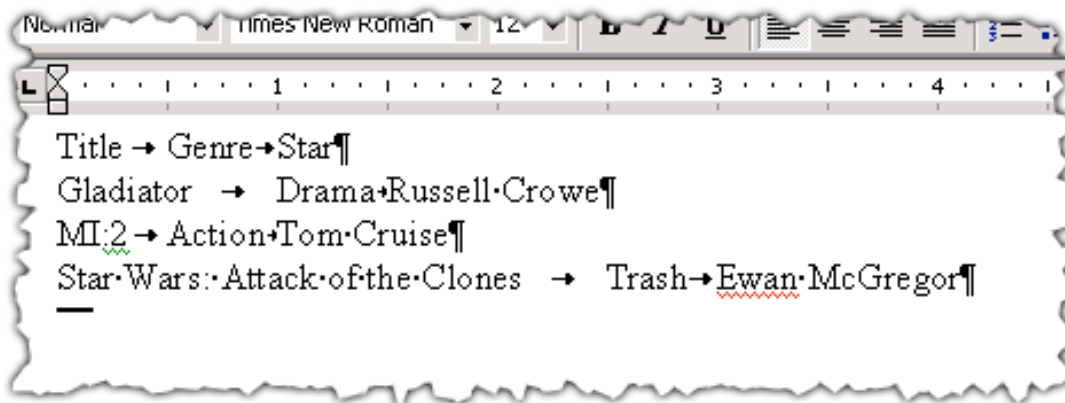 Normal Times New Roman 12 B I U
1 2 3 4
Title → Genre→Star¶
Gladiator → Drama→Russell·Crowe¶
MI:2 → Action→Tom·Cruise¶
Star·Wars:·Attack·of·the·Clones → Trash→Ewan·McGregor¶